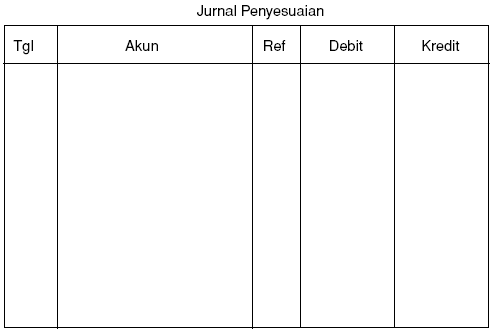 Jurnal Penyesuaian
Tgl Akun Ref Debit Kredit